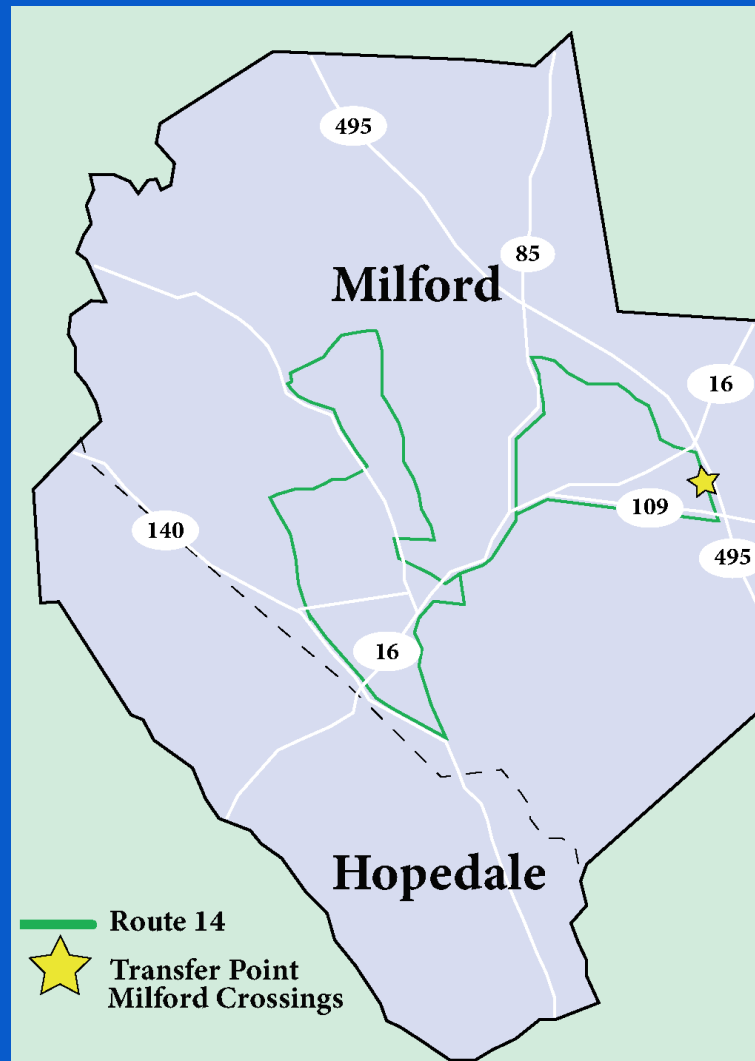 495
85
Milford
16
109
140
495
16
Hopedale
Route 14
Transfer Point
Milford Crossings